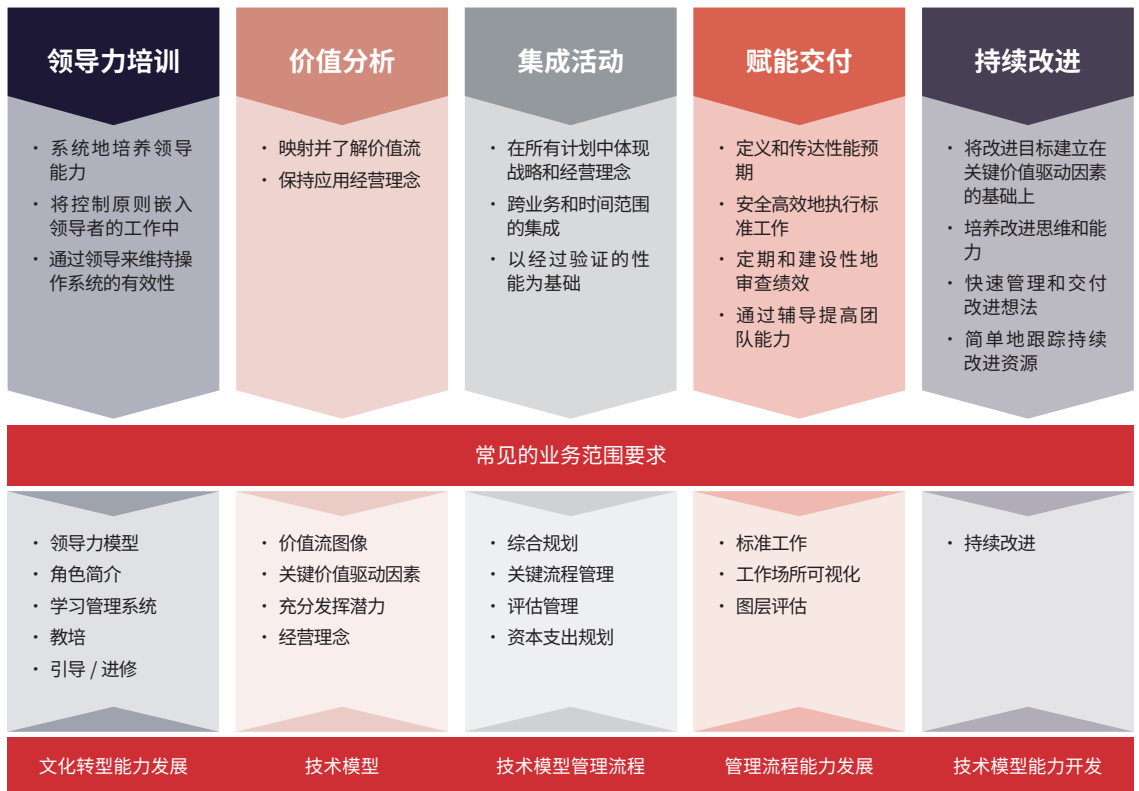 领导力培训
· 系统地培养领导
能力
· 将控制原则嵌入
领导者的工作中
· 通过领导来维持操
作系统的有效性
价值分析
· 映射并了解价值流
· 保持应用经营理念
集成活动
· 在所有计划中体现
战略和经营理念
· 跨业务和时间范围
的集成
· 以经过验证的性
能为基础
赋能交付
· 定义和传达性能预
期
· 安全高效地执行标
准工作
· 定期和建设性地
审查绩效
· 通过辅导提高团
队能力
持续改进
· 将改进目标建立在
关键价值驱动因素
的基础上
· 培养改进思维和能
力
· 快速管理和交付
改进想法
· 简单地跟踪持续
改进资源
常见的业务范围要求
· 领导力模型
· 角色简介
· 学习管理系统
· 教培
· 引导 / 进修
· 价值流图像
· 关键价值驱动因素
· 充分发挥潜力
· 经营理念
· 综合规划
· 关键流程管理
· 评估管理
· 资本支出规划
· 标准工作
· 工作场所可视化
· 图层评估
· 持续改进
文化转型能力发展
技术模型
技术模型管理流程
管理流程能力发展
技术模型能力开发